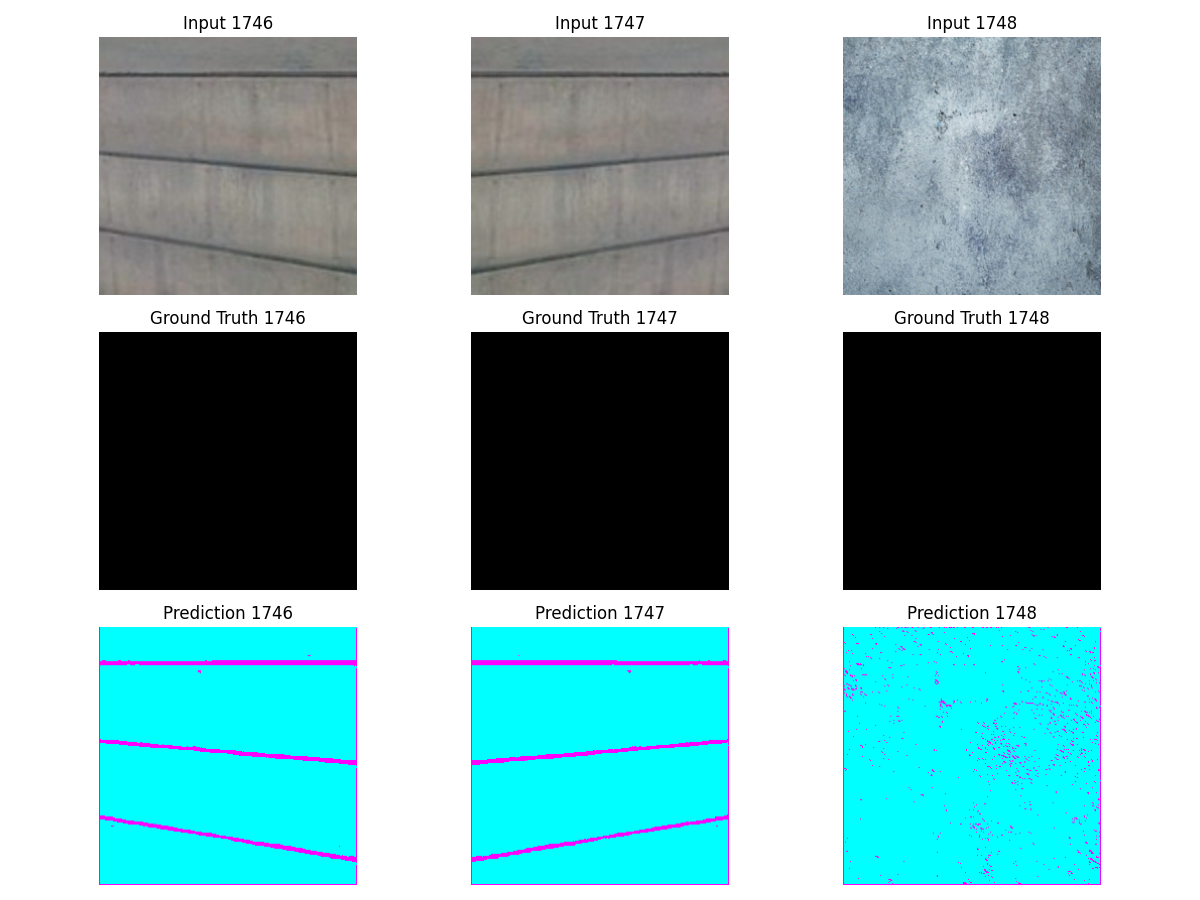 Input 1746
Input 1747
Input 1748
Ground Truth 1746
Ground Truth 1747
Ground Truth 1748
Prediction 1746
Prediction 1747
Prediction 1748